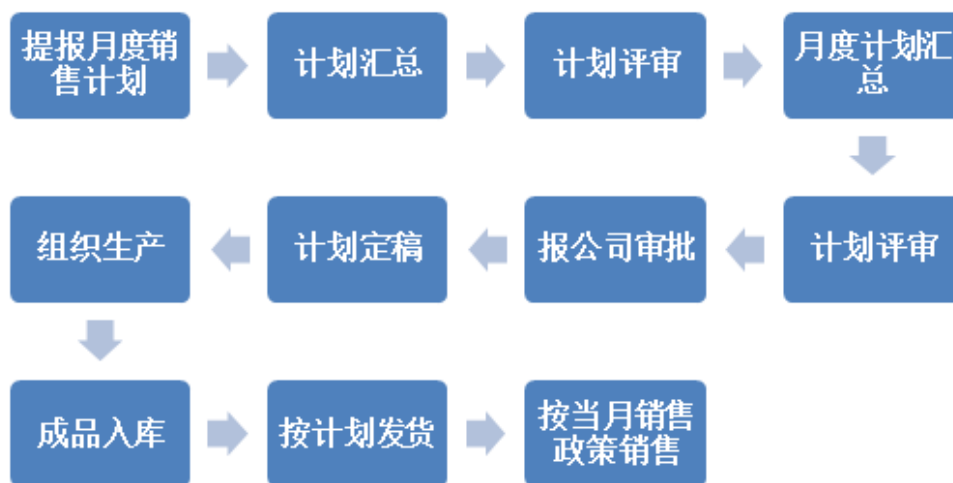 提报月度销
售计划
计划汇总
计划评审
月度计划汇
总
计划评审
报公司审批
计划定稿
组织生产
成品入库
按计划发货
按当月销售
政策销售